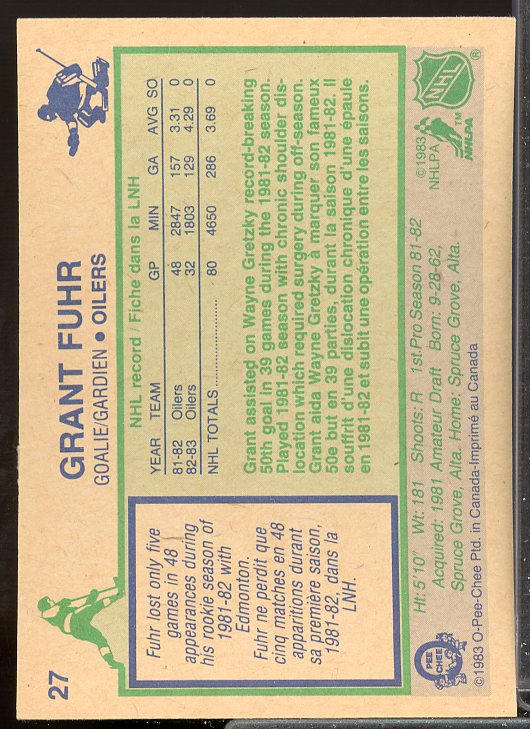 27
GRANT FUHR
GOALIE/GARDIEN • OILERS
Fuhr lost only five
games in 48
appearances during
his rookie season of
1981-82 with
Edmonton.
Fuhr ne perdit que
cinq matches en 48
apparitions durant
sa première saison,
1981-82, dans la
LNH.
NHL record / Fiche dans la LNH
YEAR TEAM GP MIN GA AVG SO
81-82 Oilers 48 2847 157 3.31 0
82-83 Oilers 32 1803 129 4.29 0
NHL TOTALS .................... 80 4650 286 3.69 0
Grant assisted on Wayne Gretzky record-breaking
50th goal in 39 games during the 1981-82 season.
Played 1981-82 season with chronic shoulder dis-
location which required surgery during off-season.
Grant aida Wayne Gretzky à marquer son fameux
50e but en 39 parties, durant la saison 1981-82. Il
souffrit d'une dislocation chronique d'une épaule
en 1981-82 et subit une opération entre les saisons.
Ht: 5'10" Wt: 181 Shoots: R 1st Pro Season 81-82
Acquired: 1981 Amateur Draft Born: 9-28-62,
Spruce Grove, Alta. Home: Spruce Grove, Alta.
©1983 O-Pee-Chee Ptd. in Canada-Imprimé au Canada
O
PEE
CHEE
©1983
NHLPA
NHLPA
™
NHL
®